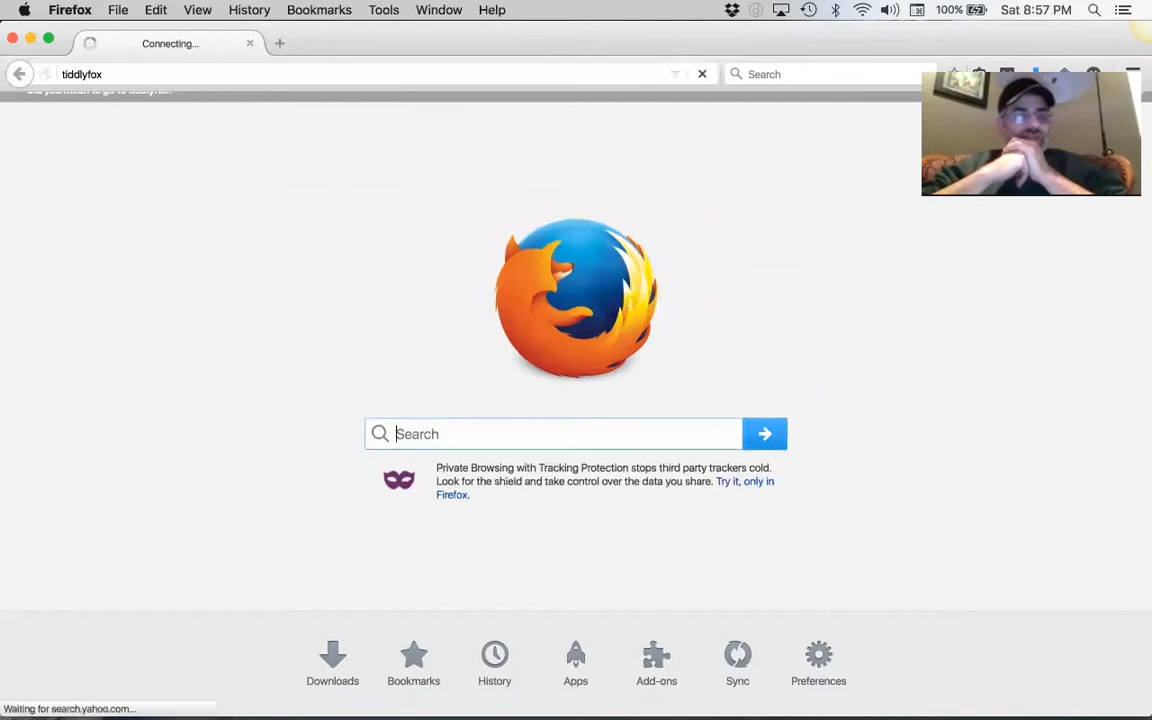 Firefox File Edit View History Bookmarks Tools Window Help 100% Sat 8:57 PM
Connecting...
tiddlyfox Search
Search
Private Browsing with Tracking Protection stops third party trackers cold.
Look for the shield and take control over the data you share. Try it, only in
Firefox.
Downloads Bookmarks History Apps Add-ons Sync Preferences
Waiting for search.yahoo.com...